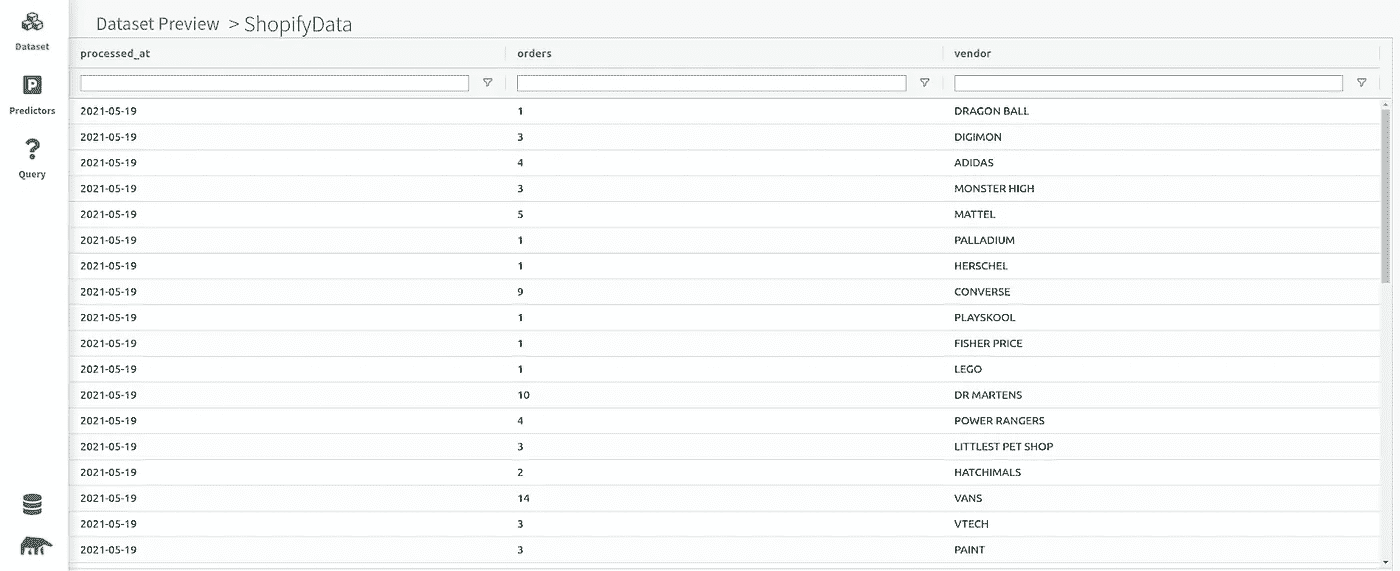 Dataset Preview > ShopifyData
Dataset
Predictors
Query
processed_at orders vendor
2021-05-19 1 DRAGON BALL
2021-05-19 3 DIGIMON
2021-05-19 4 ADIDAS
2021-05-19 3 MONSTER HIGH
2021-05-19 5 MATTEL
2021-05-19 1 PALLADIUM
2021-05-19 1 HERSCHEL
2021-05-19 9 CONVERSE
2021-05-19 1 PLAYSKOOL
2021-05-19 1 FISHER PRICE
2021-05-19 1 LEGO
2021-05-19 10 DR MARTENS
2021-05-19 4 POWER RANGERS
2021-05-19 3 LITTLEST PET SHOP
2021-05-19 2 HATCHIMALS
2021-05-19 14 VANS
2021-05-19 3 VTECH
2021-05-19 3 PAINT